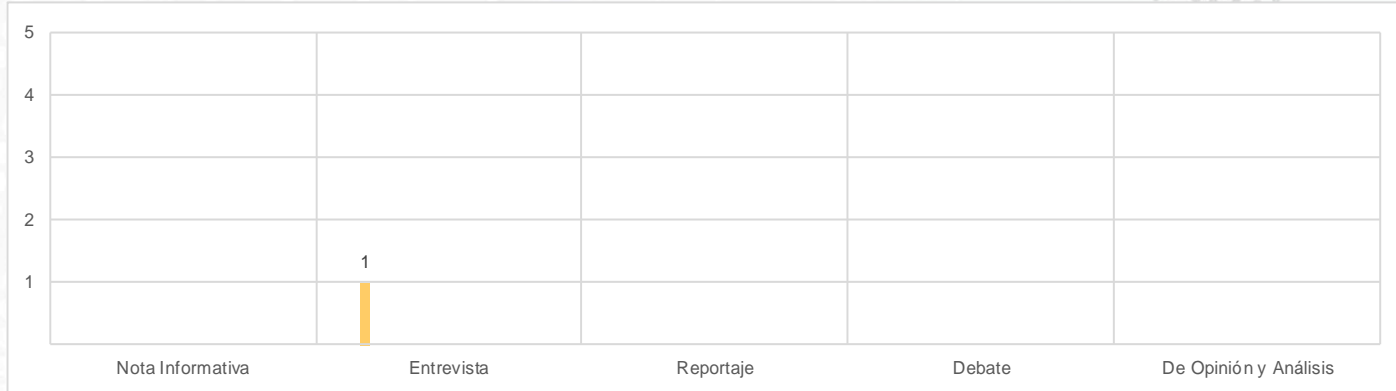 5
4
3
2
1
1
Nota Informativa
Entrevista
Reportaje
Debate
De Opinión y Análisis